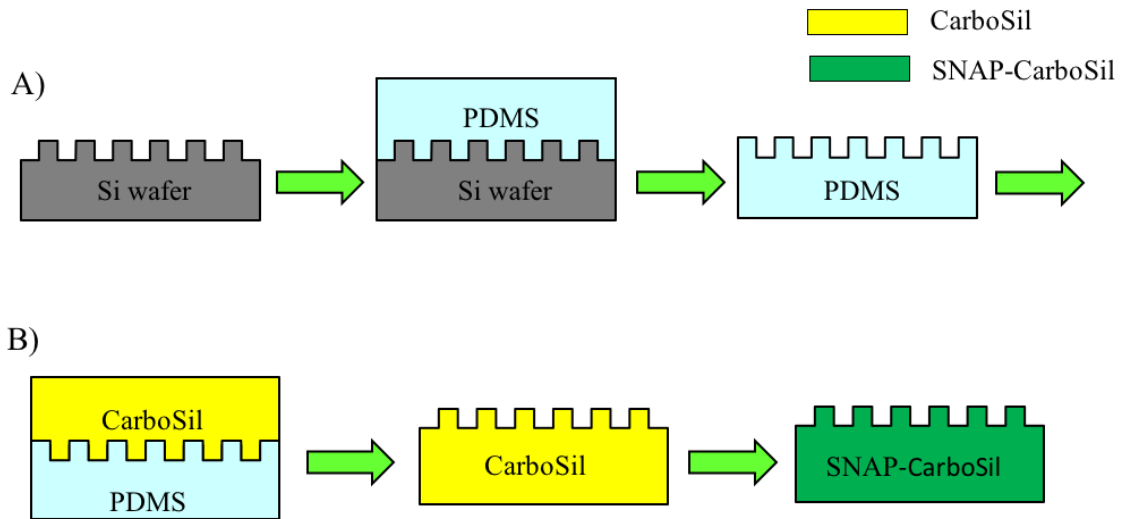 CarboSil
SNAP-CarboSil
A)
Si wafer
PDMS
Si wafer
PDMS
B)
CarboSil
PDMS
CarboSil
SNAP-CarboSil